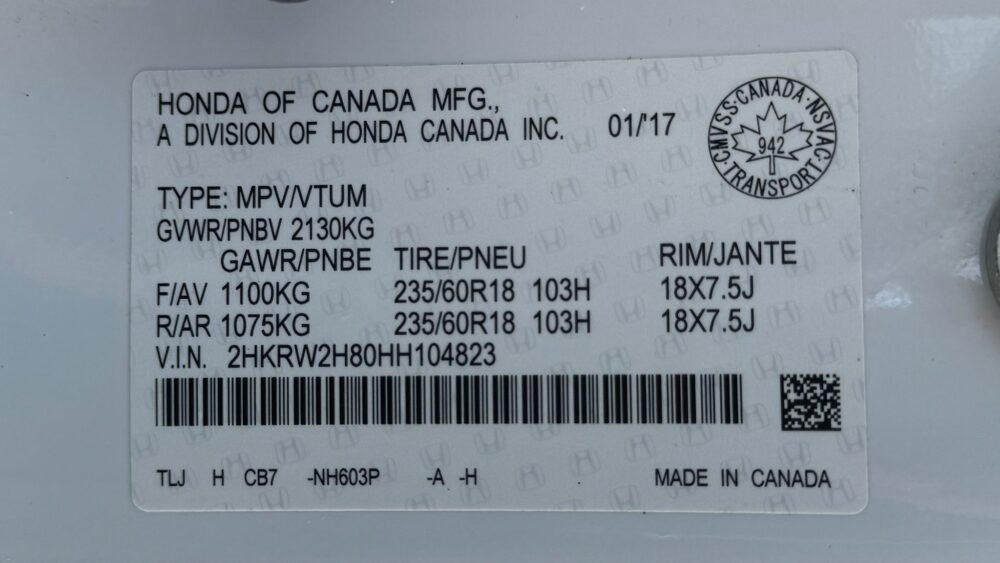 HONDA OF CANADA MFG.,
A DIVISION OF HONDA CANADA INC. 01/'17
CMVSS·CANADA·NSVAC·TRANSPORT·
942
TYPE: MPV/VTUM
GVWR/PNBV 2130KG
GAWR/PNBE TIRE/PNEU RIM/JANTE
F/AV 1100KG 235/60R18 103H 18X7.5J
R/AR 1075KG 235/60R18 103H 18X7.5J
V.I.N. 2HKRW2H80HH104823
TLJ H CB7 -NH603P -A -H MADE IN CANADA